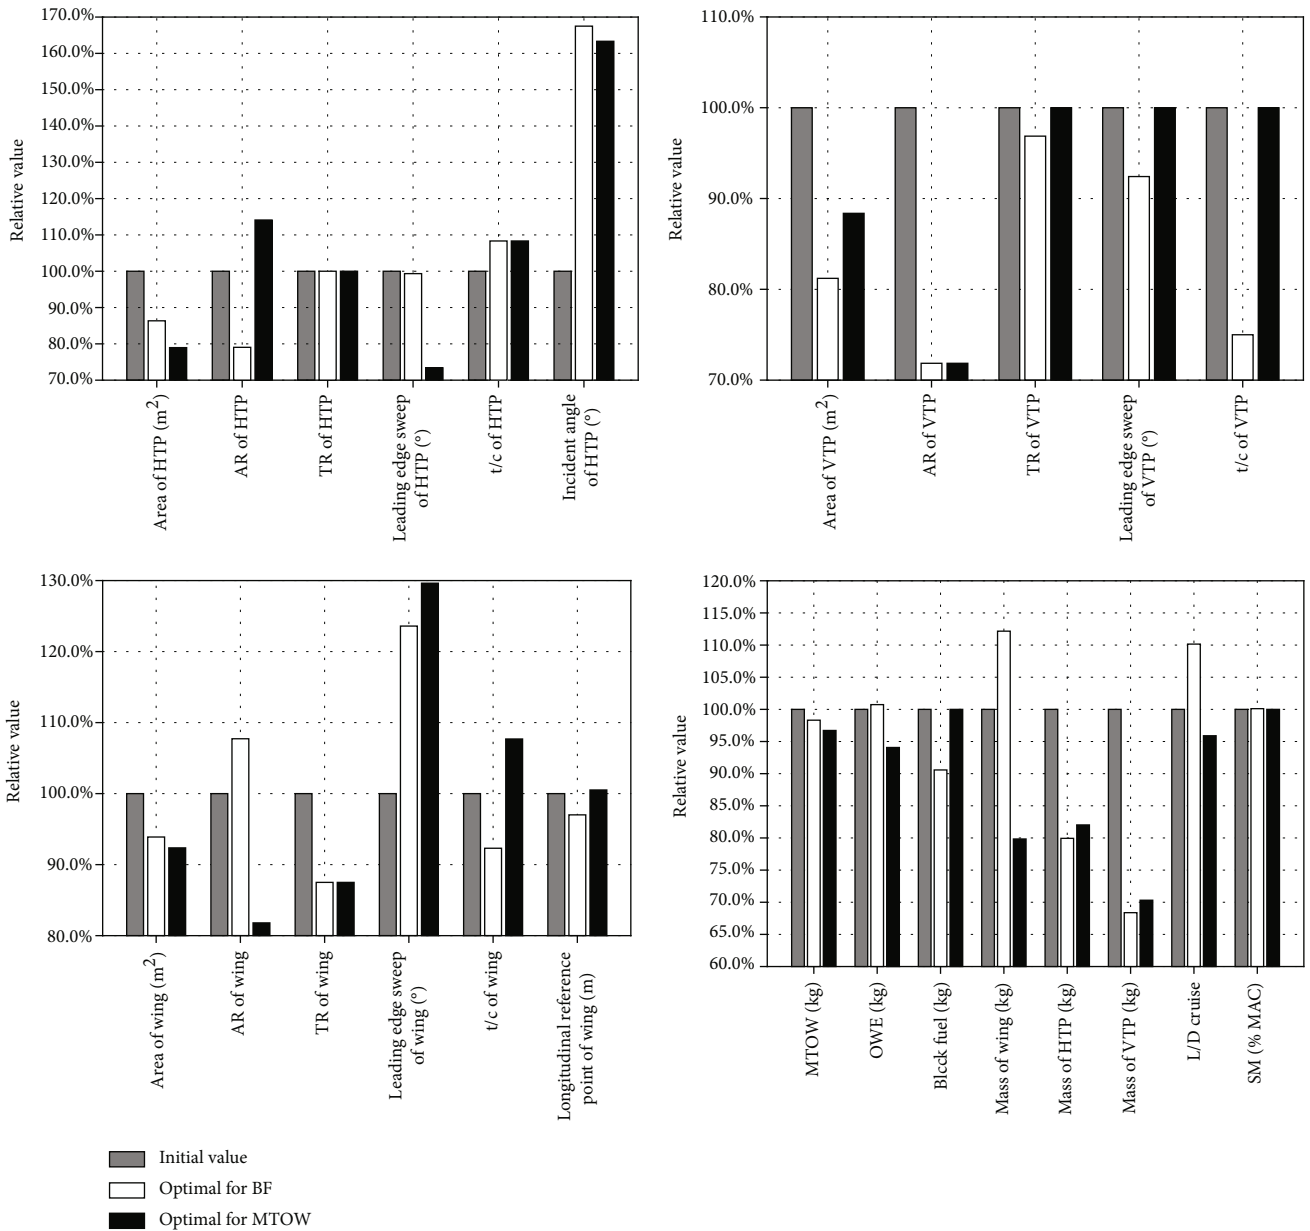 170.0%
160.0%
150.0%
140.0%
130.0%
120.0%
110.0%
100.0%
90.0%
80.0%
70.0%
Relative value
Area of HTP (m²)
AR of HTP
TR of HTP
Leading edge sweep
of HTP (°)
t/c of HTP
Incident angle
of HTP (°)
110.0%
100.0%
90.0%
80.0%
70.0%
Relative value
Area of VTP (m²)
AR of VTP
TR of VTP
Leading edge sweep
of VTP (°)
t/c of VTP
130.0%
120.0%
110.0%
100.0%
90.0%
80.0%
Relative value
Area of wing (m²)
AR of wing
TR of wing
Leading edge sweep
of wing (°)
t/c of wing
Longitudinal reference
point of wing (m)
120.0%
115.0%
110.0%
105.0%
100.0%
95.0%
90.0%
85.0%
80.0%
75.0%
70.0%
65.0%
60.0%
Relative value
MTOW (kg)
OWE (kg)
Blcck fuel (kg)
Mass of wing (kg)
Mass of HTP (kg)
Mass of VTP (kg)
L/D cruise
SM (% MAC)
Initial value
Optimal for BF
Optimal for MTOW